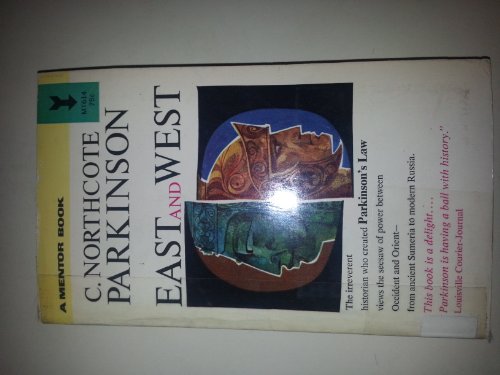 MT614
75c
A MENTOR BOOK
C. NORTHCOTE
PARKINSON
EAST AND WEST
The irreverent
historian who created Parkinson's Law
views the seesaw of power between
Occident and Orient—
from ancient Sumeria to modern Russia.
This book is a delight....
Parkinson is having a ball with history."
Louisville Courier-Journal